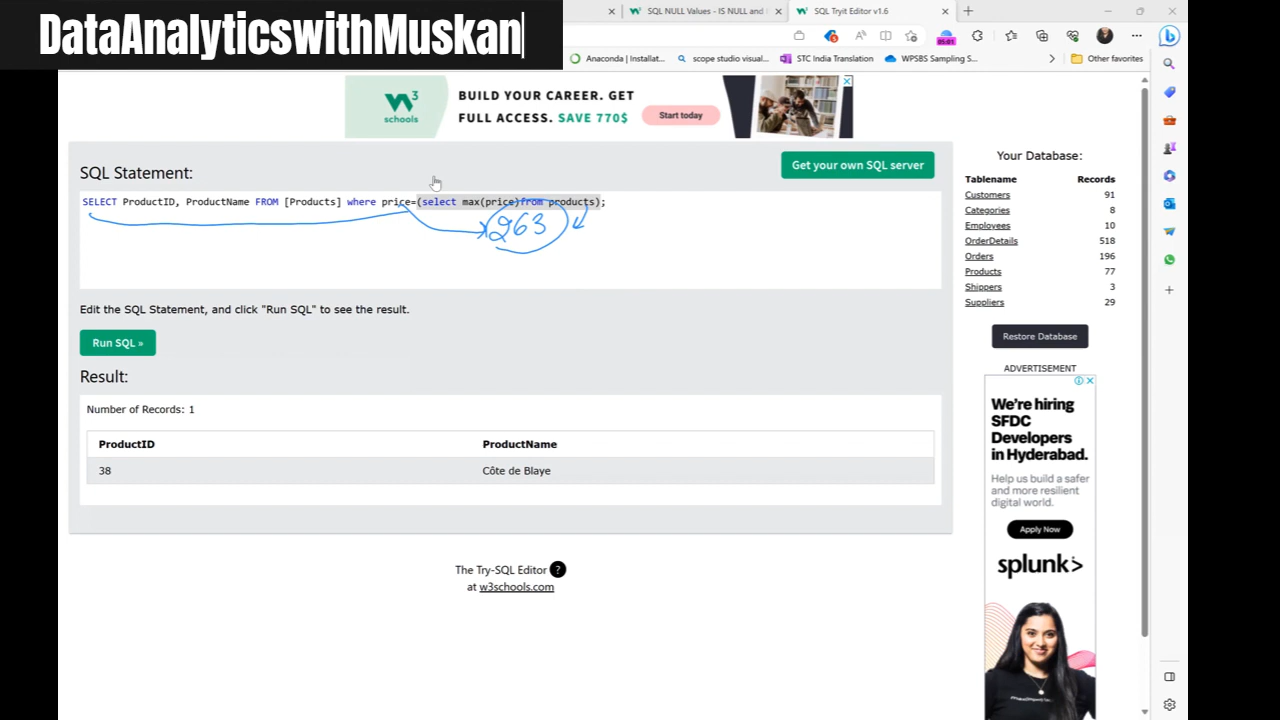 DataAnalyticswithMuskan
SQL NULL Values - IS NULL and
SQL Tryit Editor v1.6
Anaconda | Installat...
scope studio visual...
STC India Translation
WPSBS Sampling S...
Other favorites
W3 schools
BUILD YOUR CAREER. GET
FULL ACCESS. SAVE 770$
Start today
SQL Statement:
Get your own SQL server
SELECT ProductID, ProductName FROM [Products] where price=(select max(price)from products);
263
Edit the SQL Statement, and click "Run SQL" to see the result.
Run SQL »
Result:
Number of Records: 1
ProductID ProductName
38 Côte de Blaye
The Try-SQL Editor ?
at w3schools.com
Your Database:
Tablename Records
Customers 91
Categories 8
Employees 10
OrderDetails 518
Orders 196
Products 77
Shippers 3
Suppliers 29
Restore Database
ADVERTISEMENT
We're hiring
SFDC
Developers
in Hyderabad.
Help us build a safer
and more resilient
digital world.
Apply Now
splunk>